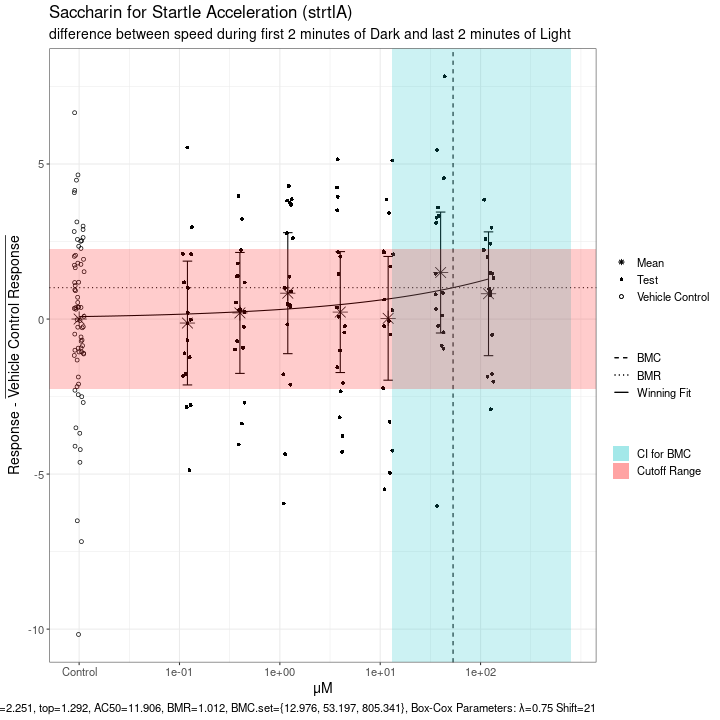 Saccharin for Startle Acceleration (strtlA)
difference between speed during first 2 minutes of Dark and last 2 minutes of Light
Response - Vehicle Control Response
5
0
-5
-10
Control
1e-01
1e+00
1e+01
1e+02
µM
Mean
Test
Vehicle Control
BMC
BMR
Winning Fit
CI for BMC
Cutoff Range
=2.251, top=1.292, AC50=11.906, BMR=1.012, BMC.set={12.976, 53.197, 805.341}, Box-Cox Parameters: λ=0.75 Shift=21